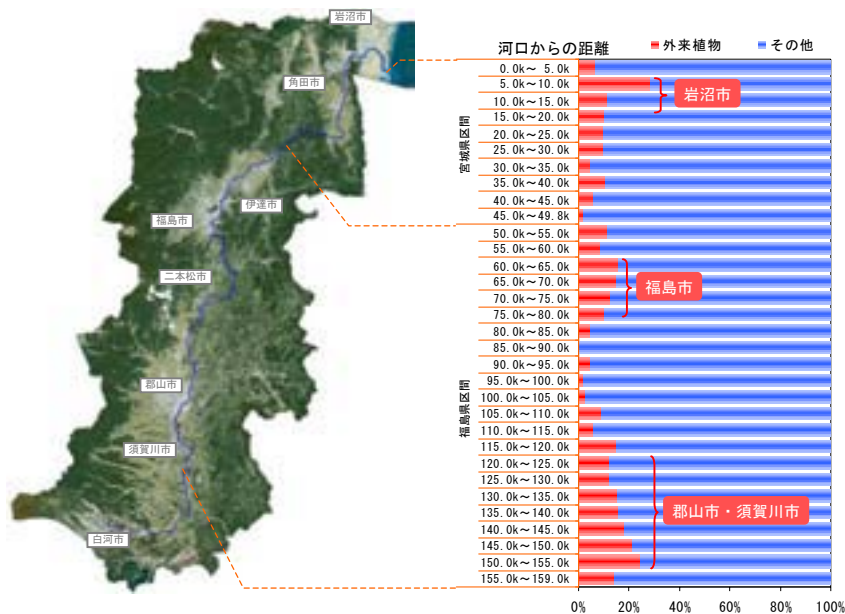 岩沼市
角田市
伊達市
福島市
二本松市
郡山市
須賀川市
白河市
河口からの距離
外来植物
その他
宮城県区間
福島県区間
0.0k～ 5.0k
5.0k～10.0k
10.0k～15.0k
15.0k～20.0k
20.0k～25.0k
25.0k～30.0k
30.0k～35.0k
35.0k～40.0k
40.0k～45.0k
45.0k～49.8k
50.0k～55.0k
55.0k～60.0k
60.0k～65.0k
65.0k～70.0k
70.0k～75.0k
75.0k～80.0k
80.0k～85.0k
85.0k～90.0k
90.0k～95.0k
95.0k～100.0k
100.0k～105.0k
105.0k～110.0k
110.0k～115.0k
115.0k～120.0k
120.0k～125.0k
125.0k～130.0k
130.0k～135.0k
135.0k～140.0k
140.0k～145.0k
145.0k～150.0k
150.0k～155.0k
155.0k～159.0k
岩沼市
福島市
郡山市・須賀川市
0% 20% 40% 60% 80% 100%